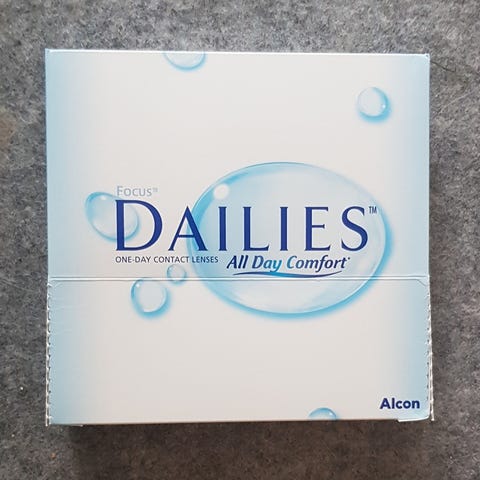 Focus®
DAILIES™
ONE-DAY CONTACT LENSES All Day Comfort*
Alcon